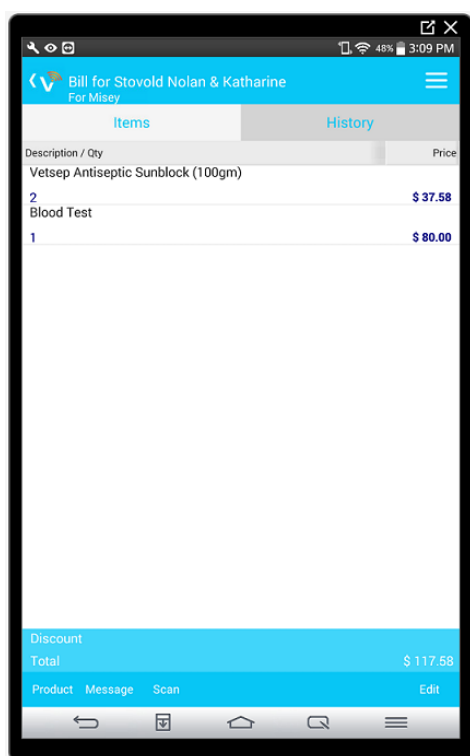 48% 3:09 PM
Bill for Stovold Nolan & Katharine
For Misey
Items History
Description / Qty Price
Vetsep Antiseptic Sunblock (100gm)
2 $ 37.58
Blood Test
1 $ 80.00
Discount
Total $ 117.58
Product Message Scan Edit